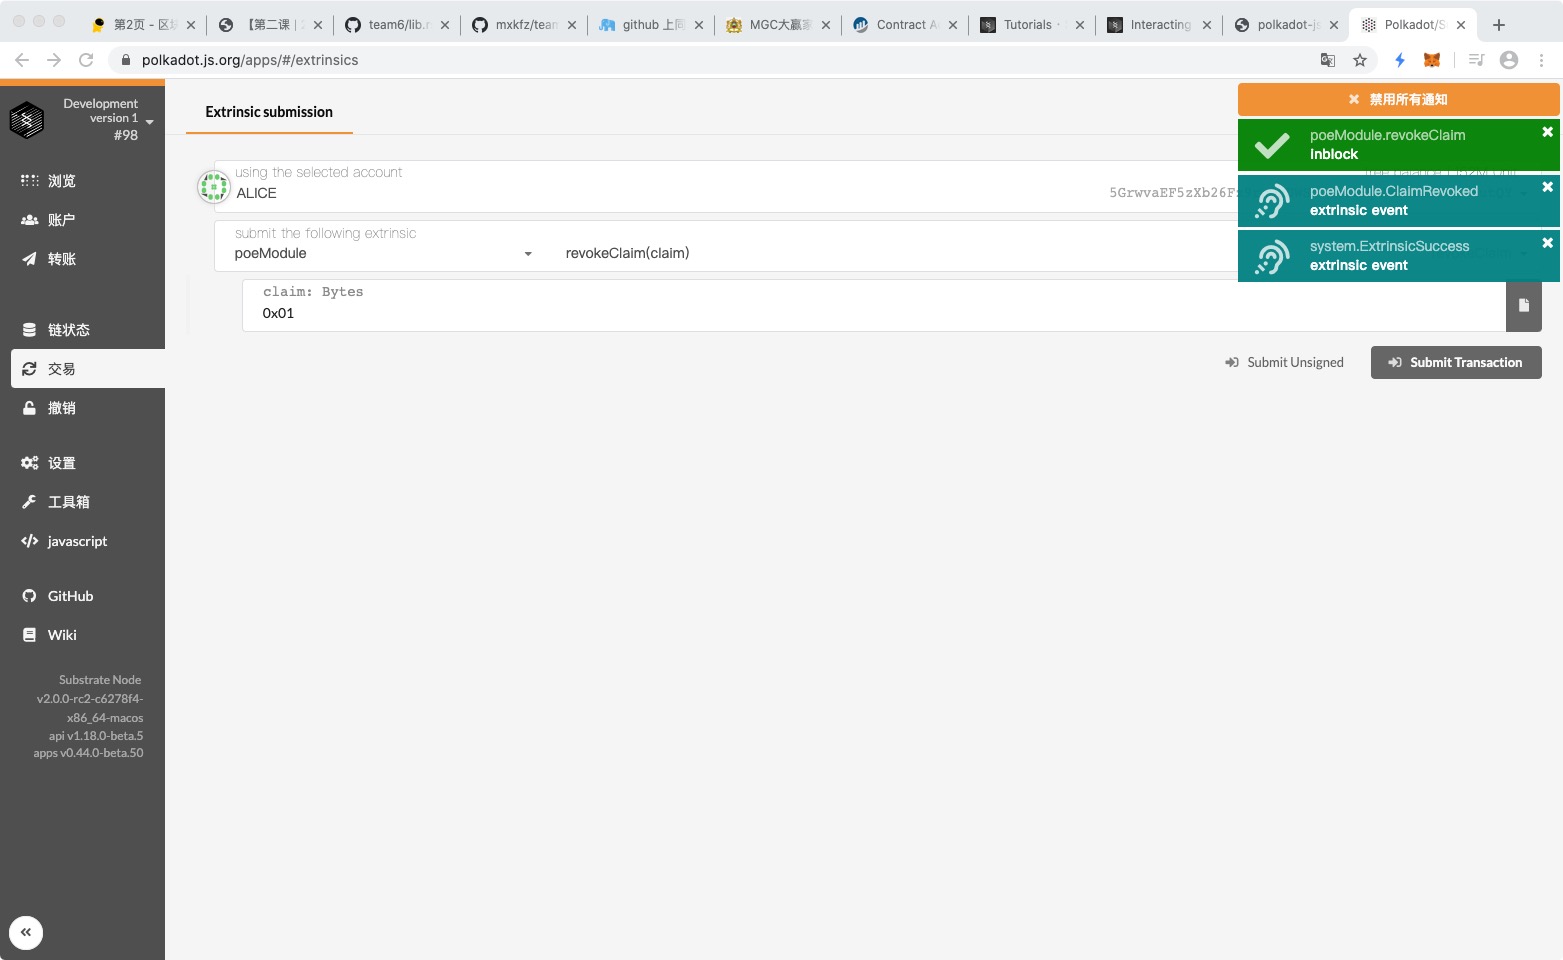 第2页 - 区块
【第二课 | 2
team6/lib.r
mxkfz/team
github 上同
MGC大赢家
Contract Ac
Tutorials ·
Interacting
polkadot-js
Polkadot/S
polkadot.js.org/apps/#/extrinsics
Development
version 1
#98
浏览
账户
转账
链状态
交易
撤销
设置
工具箱
javascript
GitHub
Wiki
Substrate Node
v2.0.0-rc2-c6278f4-
x86_64-macos
api v1.18.0-beta.5
apps v0.44.0-beta.50
Extrinsic submission
using the selected account
ALICE
5GrwvaEF5zXb26F
submit the following extrinsic
poeModule
revokeClaim(claim)
claim: Bytes
0x01
Submit Unsigned
Submit Transaction
禁用所有通知
poeModule.revokeClaim
inblock
poeModule.ClaimRevoked
extrinsic event
system.ExtrinsicSuccess
extrinsic event